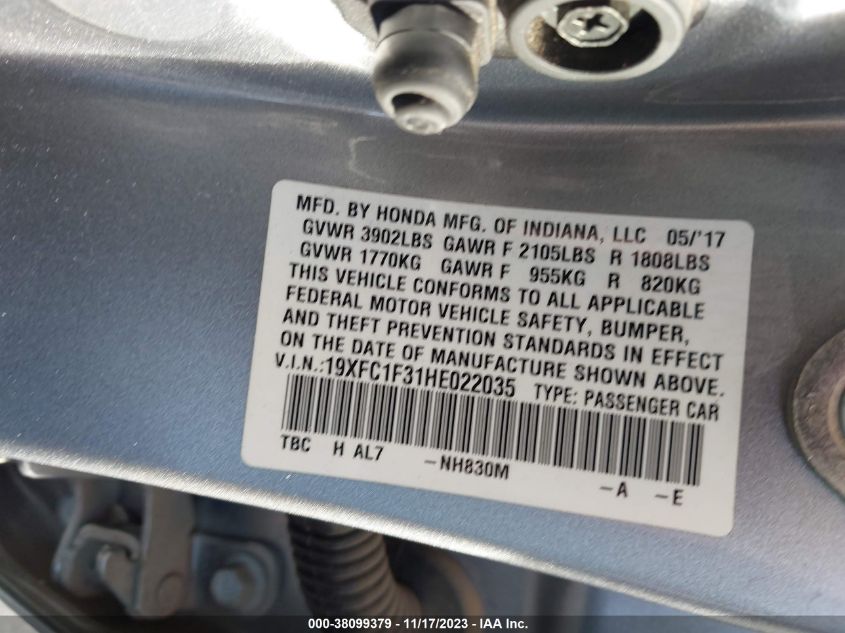 MFD. BY HONDA MFG. OF INDIANA, LLC 05/'17
GVWR 3902LBS GAWR F 2105LBS R 1808LBS
GVWR 1770KG GAWR F 955KG R 820KG
THIS VEHICLE CONFORMS TO ALL APPLICABLE
FEDERAL MOTOR VEHICLE SAFETY, BUMPER,
AND THEFT PREVENTION STANDARDS IN EFFECT
ON THE DATE OF MANUFACTURE SHOWN ABOVE.
V.I.N.:19XFC1F31HE022035 TYPE: PASSENGER CAR
TBC H AL7 -NH830M -A -E
000-38099379 — 11/17/2023 — IAA Inc.